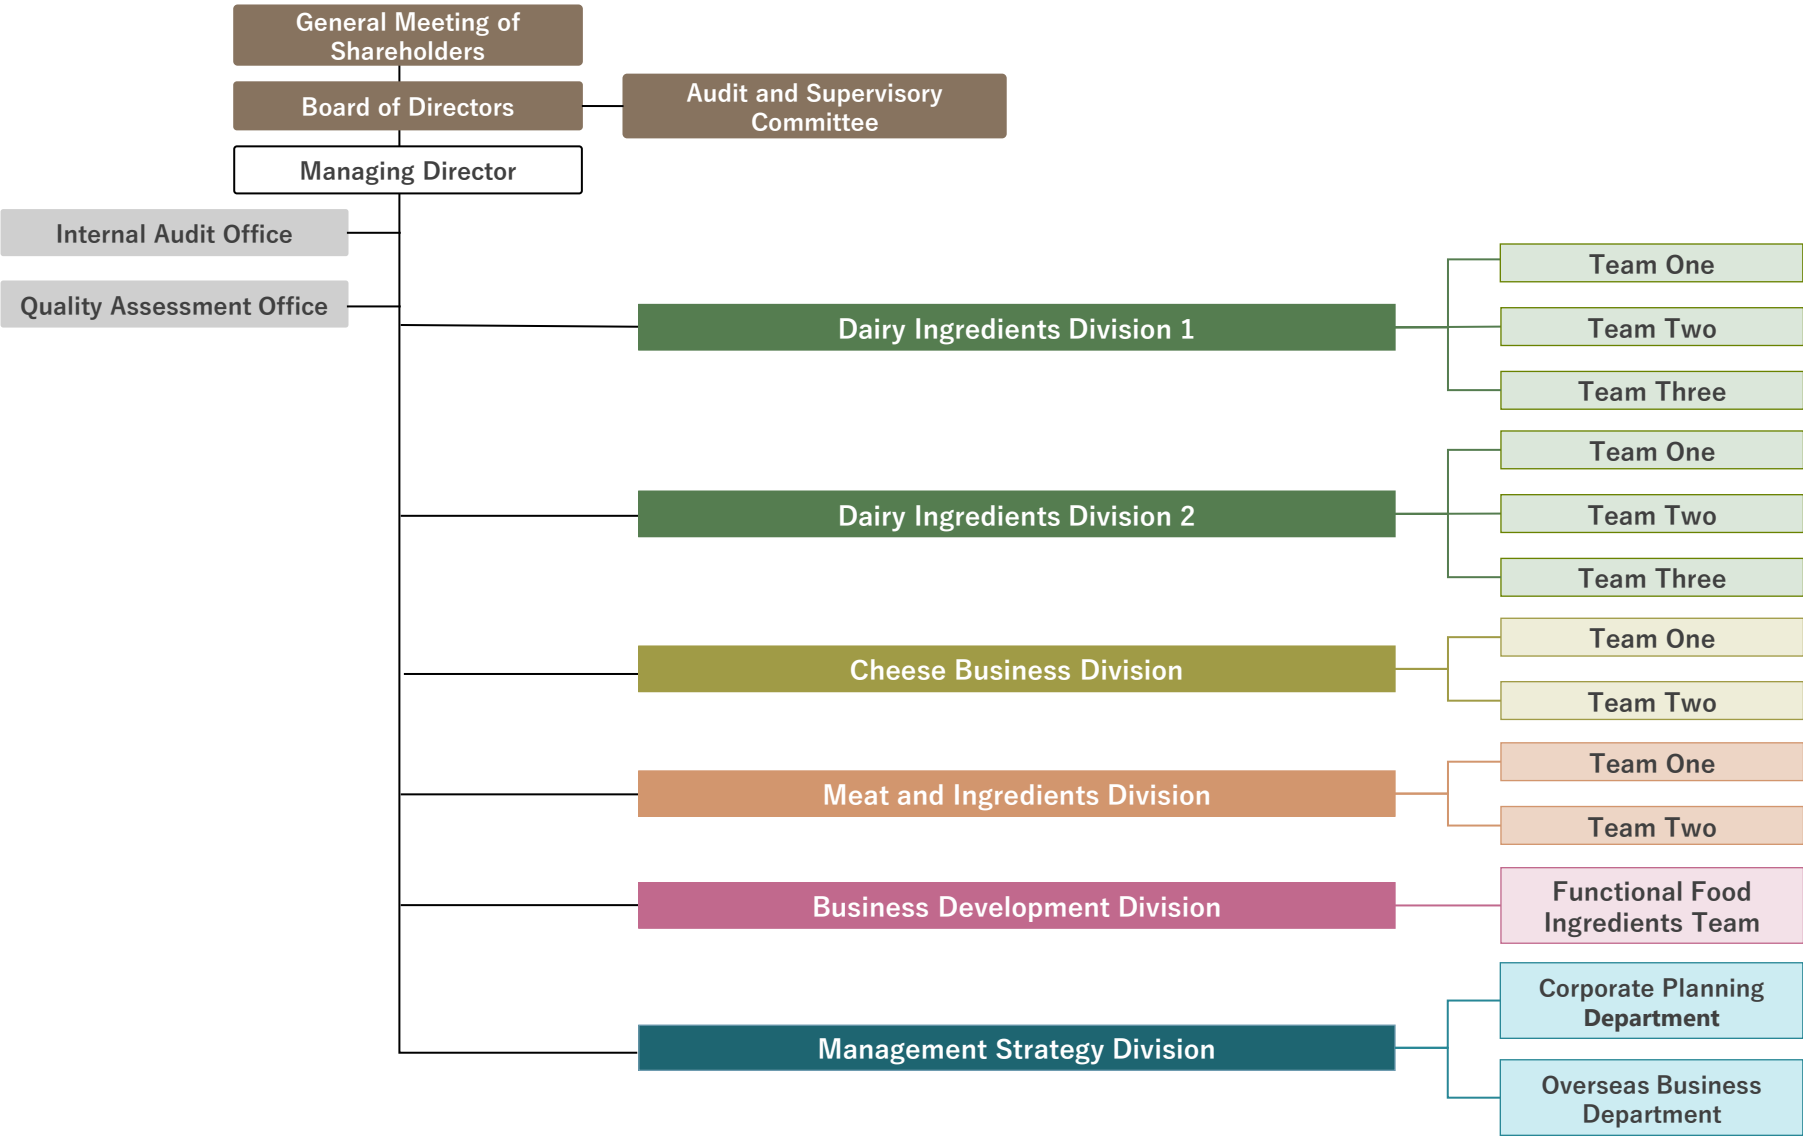 General Meeting of
Shareholders
Board of Directors
Audit and Supervisory
Committee
Managing Director
Internal Audit Office
Quality Assessment Office
Dairy Ingredients Division 1
Team One
Team Two
Team Three
Dairy Ingredients Division 2
Team One
Team Two
Team Three
Cheese Business Division
Team One
Team Two
Meat and Ingredients Division
Team One
Team Two
Business Development Division
Functional Food
Ingredients Team
Management Strategy Division
Corporate Planning
Department
Overseas Business
Department